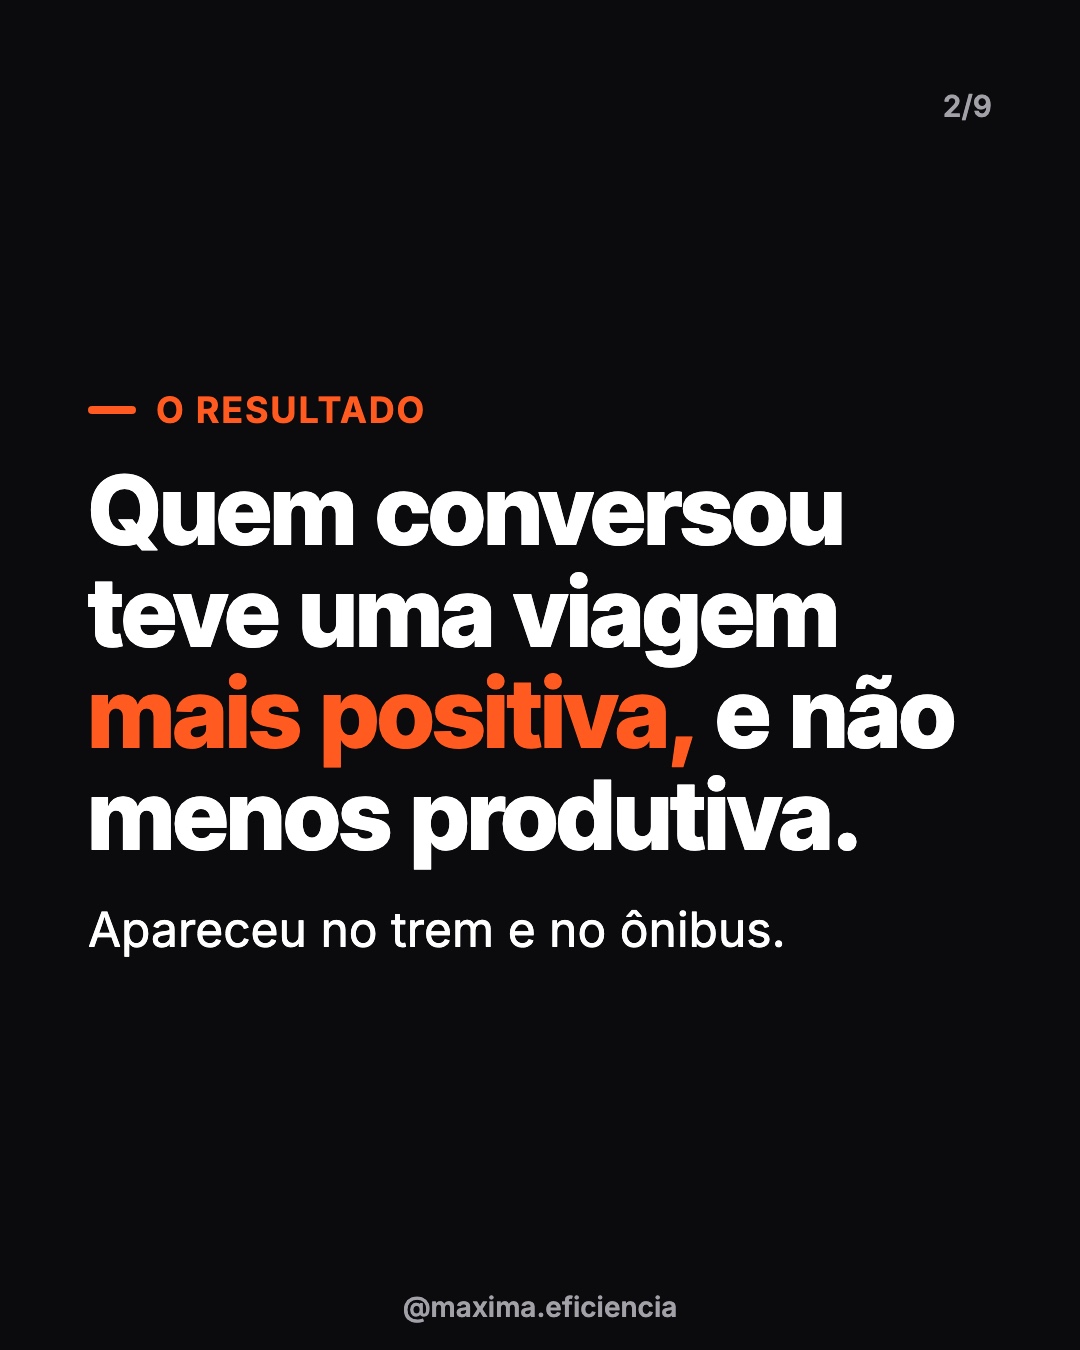 2/9
O RESULTADO
Quem conversou
teve uma viagem
mais positiva, e não
menos produtiva.
Apareceu no trem e no ônibus.
@maxima.eficiencia